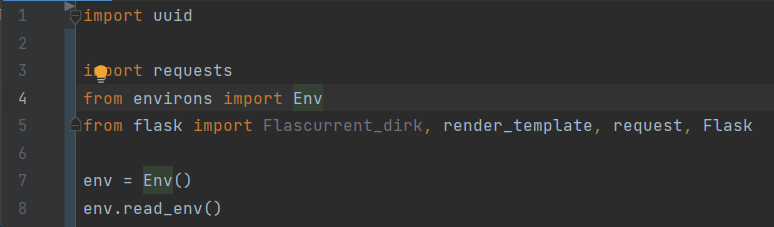 1 import uuid
2
3 import requests
4 from environs import Env
5 from flask import Flascurrent_dirk, render_template, request, Flask
6
7 env = Env()
8 env.read_env()